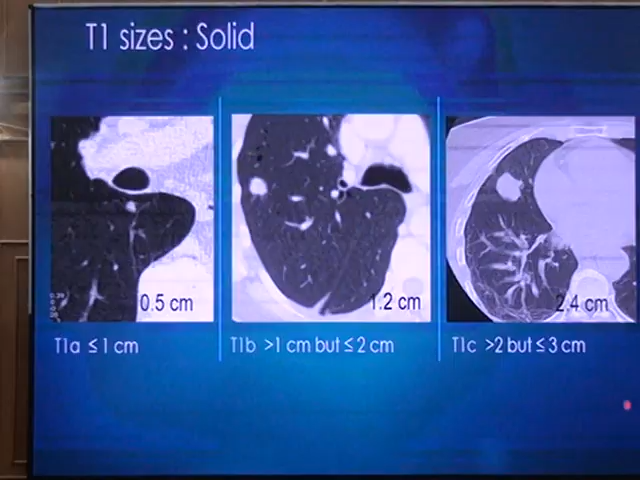 T1 sizes : Solid
0.5 cm
1.2 cm
2.4 cm
T1a ≤ 1 cm
T1b >1 cm but ≤ 2 cm
T1c >2 but ≤ 3 cm